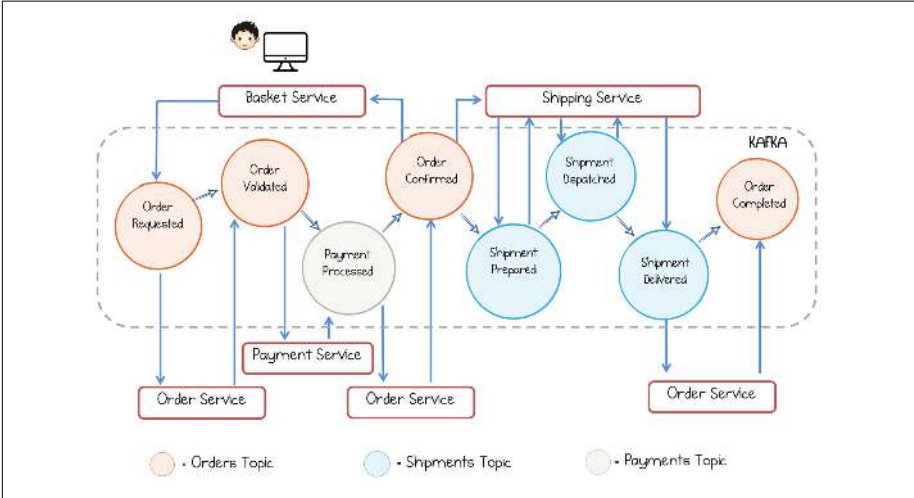 Basket Service
Shipping Service
KAFKA
Order
Validated
Order
Confirmed
Shipment
Dispatched
Order
Completed
Order
Requested
Payment
Processed
Shipment
Prepared
Shipment
Delivered
Payment Service
Order Service
Order Service
Order Service
- Orders Topic
- Shipments Topic
- Payments Topic